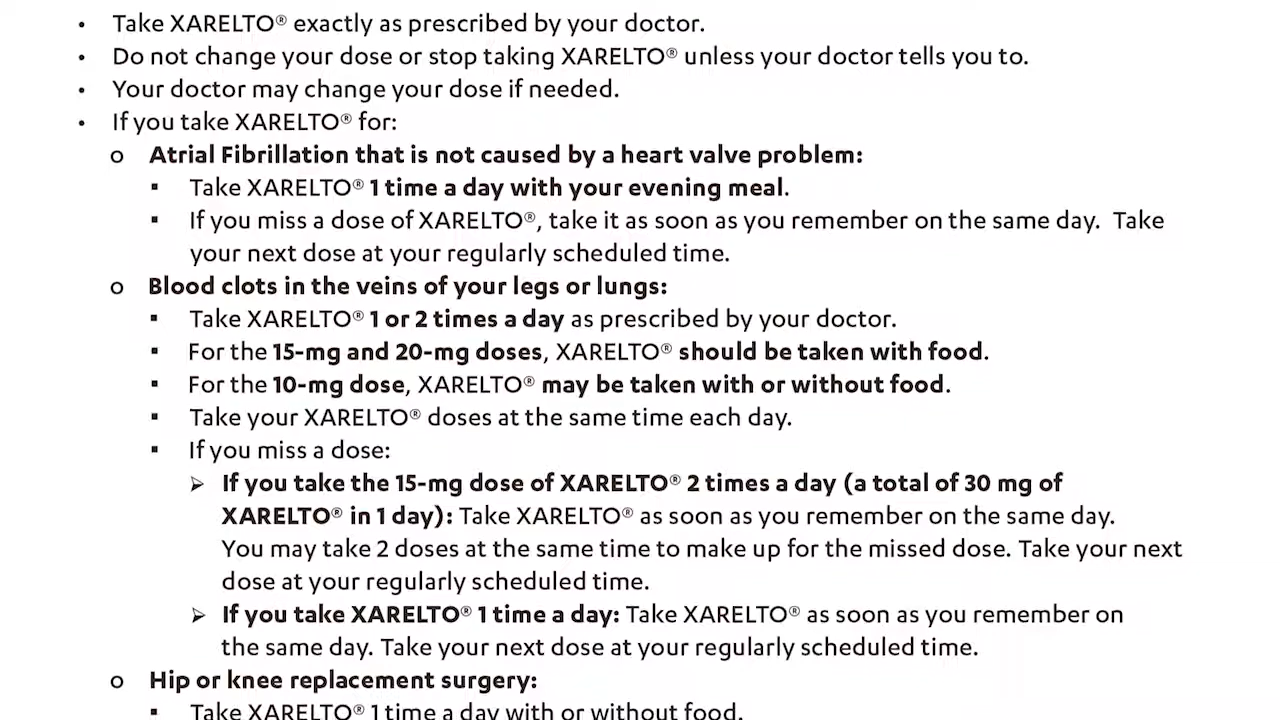 • Take XARELTO® exactly as prescribed by your doctor.
• Do not change your dose or stop taking XARELTO® unless your doctor tells you to.
• Your doctor may change your dose if needed.
• If you take XARELTO® for:
o Atrial Fibrillation that is not caused by a heart valve problem:
▪ Take XARELTO® 1 time a day with your evening meal.
▪ If you miss a dose of XARELTO®, take it as soon as you remember on the same day.  Take
your next dose at your regularly scheduled time.
o Blood clots in the veins of your legs or lungs:
▪ Take XARELTO® 1 or 2 times a day as prescribed by your doctor.
▪ For the 15-mg and 20-mg doses, XARELTO® should be taken with food.
▪ For the 10-mg dose, XARELTO® may be taken with or without food.
▪ Take your XARELTO® doses at the same time each day.
▪ If you miss a dose:
➢ If you take the 15-mg dose of XARELTO® 2 times a day (a total of 30 mg of
XARELTO® in 1 day): Take XARELTO® as soon as you remember on the same day.
You may take 2 doses at the same time to make up for the missed dose. Take your next
dose at your regularly scheduled time.
➢ If you take XARELTO® 1 time a day: Take XARELTO® as soon as you remember on
the same day. Take your next dose at your regularly scheduled time.
o Hip or knee replacement surgery:
▪ Take XARELTO® 1 time a day with or without food.